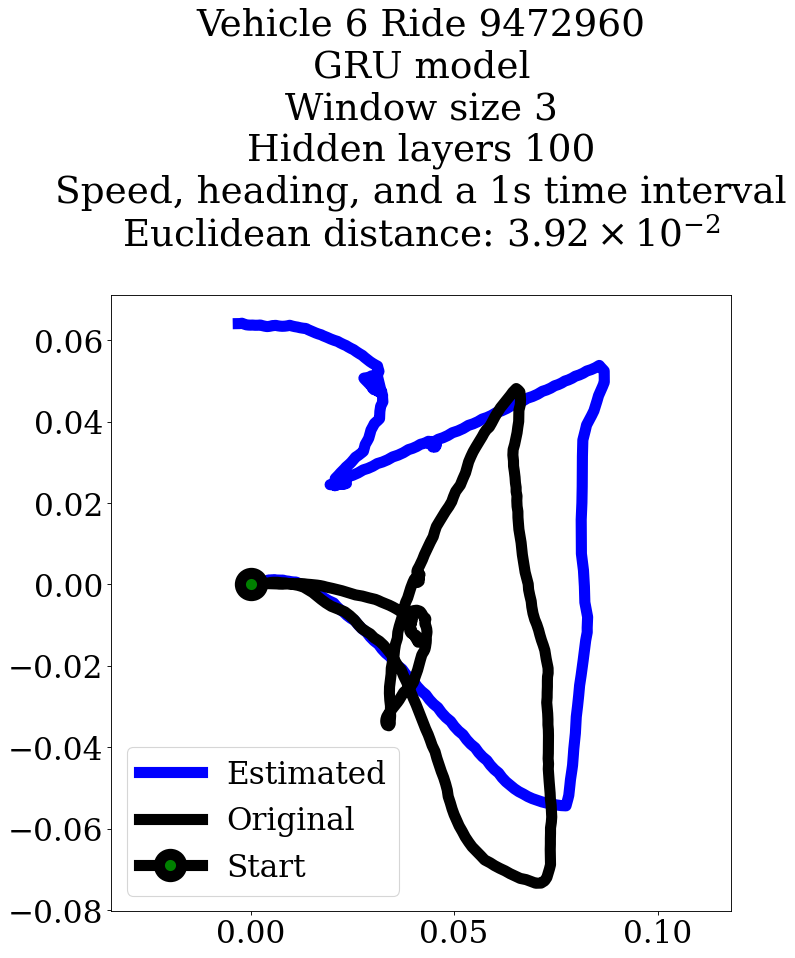 Vehicle 6 Ride 9472960
GRU model
Window size 3
Hidden layers 100
Speed, heading, and a 1s time interval
Euclidean distance: 3.92 × 10⁻²
0.06
0.04
0.02
0.00
−0.02
−0.04
−0.06
−0.08
Estimated
Original
Start
0.00 0.05 0.10